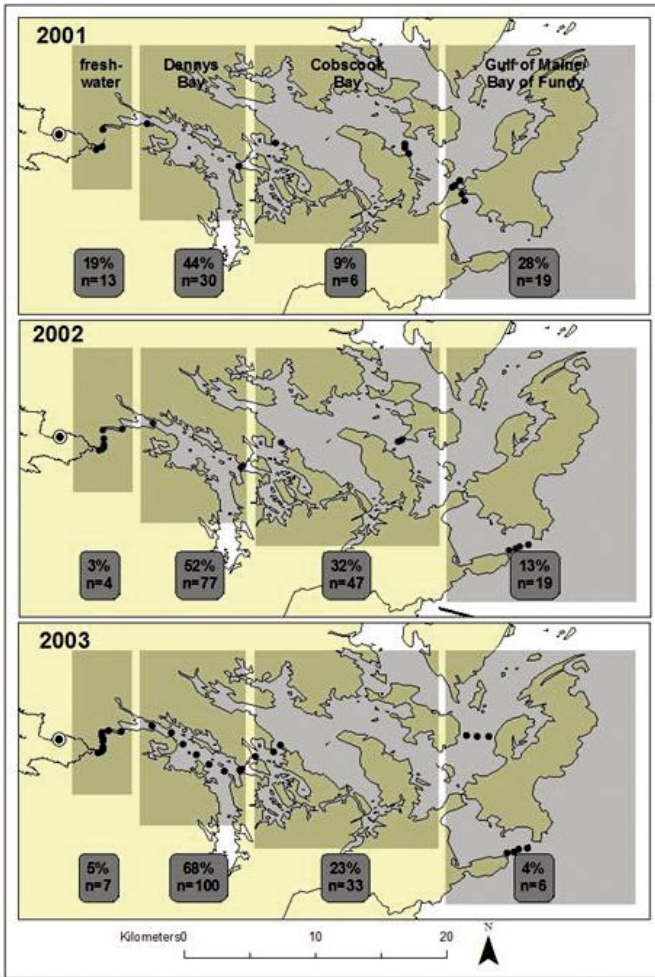 2001
fresh-
water
Dennys
Bay
Cobscook
Bay
Gulf of Maine/
Bay of Fundy
19%
n=13
44%
n=30
9%
n=6
28%
n=19
2002
3%
n=4
52%
n=77
32%
n=47
13%
n=19
2003
5%
n=7
68%
n=100
23%
n=33
4%
n=6
Kilometers0 10 20
N